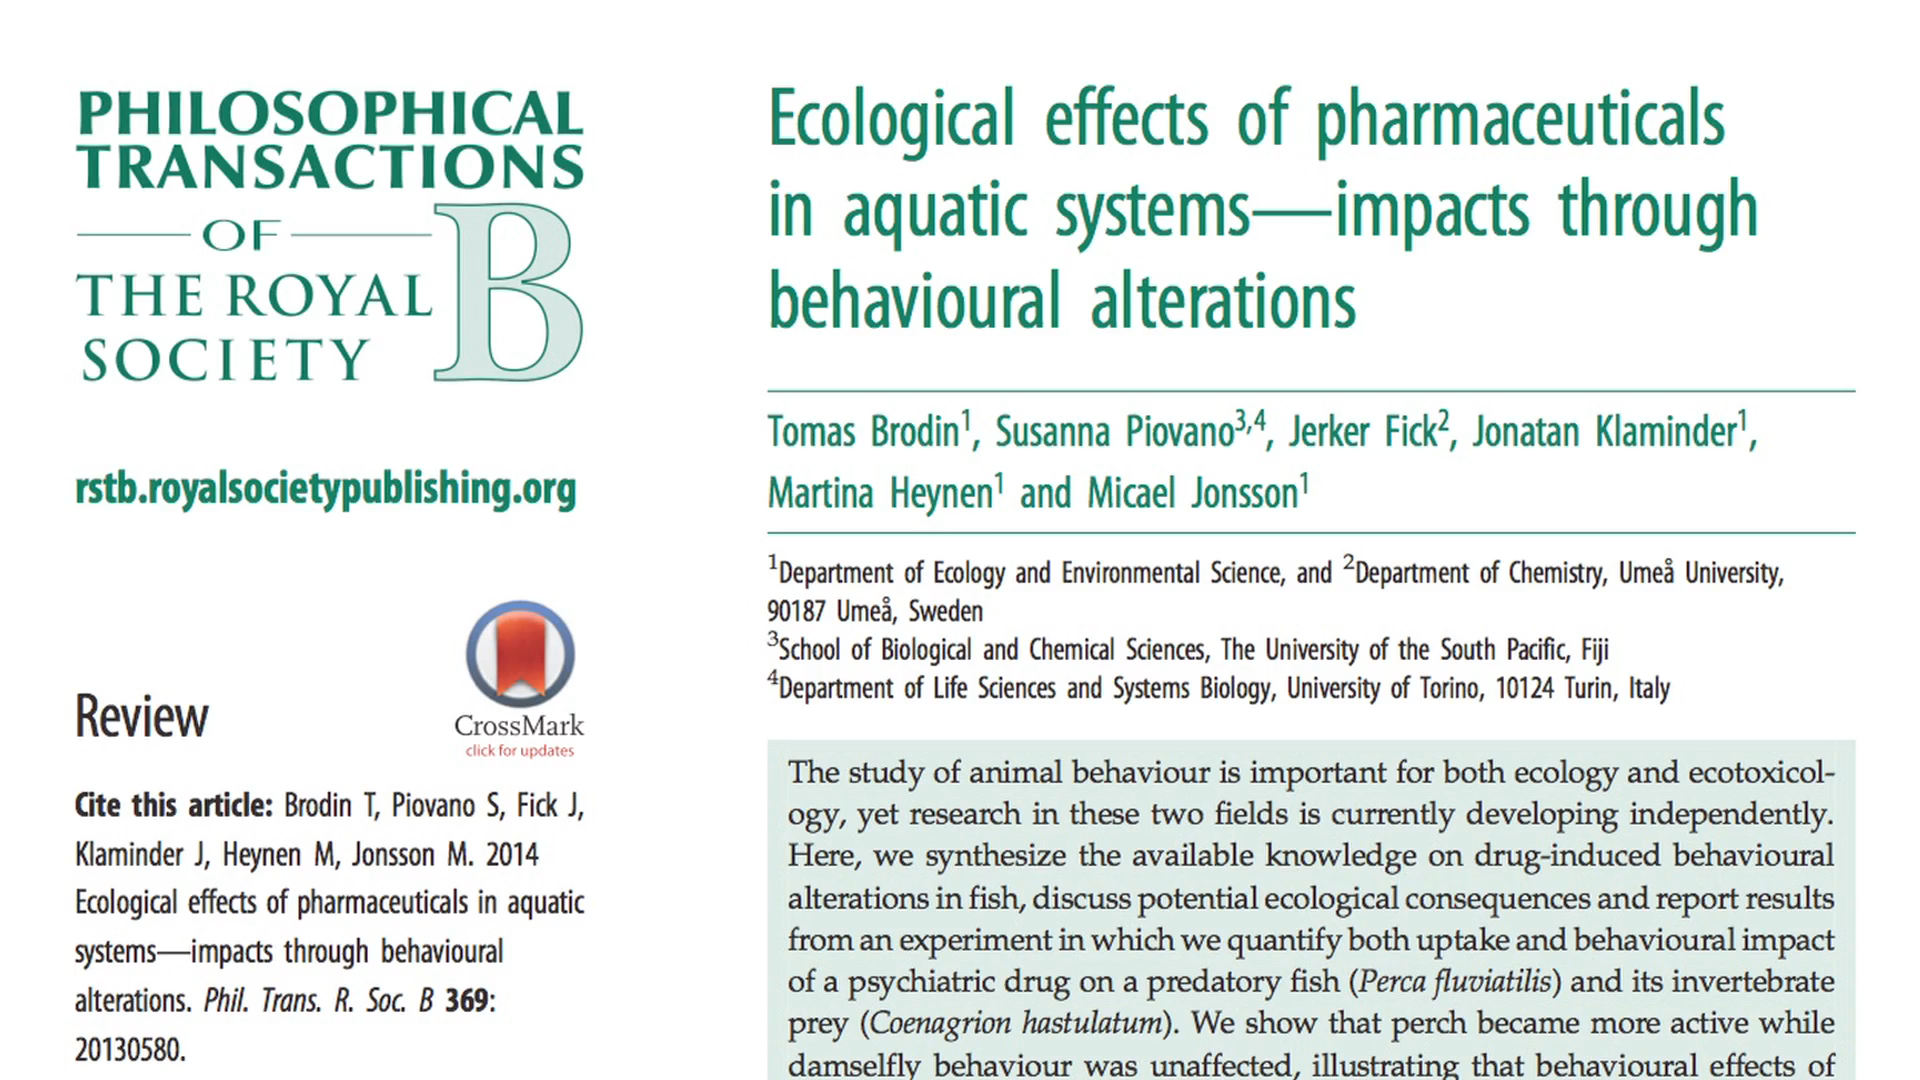 PHILOSOPHICAL
TRANSACTIONS
OF
THE ROYAL
SOCIETY
B
rstb.royalsocietypublishing.org
Review
CrossMark
click for updates
Cite this article: Brodin T, Piovano S, Fick J,
Klaminder J, Heynen M, Jonsson M. 2014
Ecological effects of pharmaceuticals in aquatic
systems—impacts through behavioural
alterations. Phil. Trans. R. Soc. B 369:
20130580.
Ecological effects of pharmaceuticals
in aquatic systems—impacts through
behavioural alterations
Tomas Brodin1, Susanna Piovano3,4, Jerker Fick2, Jonatan Klaminder1,
Martina Heynen1 and Micael Jonsson1
1Department of Ecology and Environmental Science, and 2Department of Chemistry, Umeå University,
90187 Umeå, Sweden
3School of Biological and Chemical Sciences, The University of the South Pacific, Fiji
4Department of Life Sciences and Systems Biology, University of Torino, 10124 Turin, Italy
The study of animal behaviour is important for both ecology and ecotoxicol-
ogy, yet research in these two fields is currently developing independently.
Here, we synthesize the available knowledge on drug-induced behavioural
alterations in fish, discuss potential ecological consequences and report results
from an experiment in which we quantify both uptake and behavioural impact
of a psychiatric drug on a predatory fish (Perca fluviatilis) and its invertebrate
prey (Coenagrion hastulatum). We show that perch became more active while
damselfly behaviour was unaffected, illustrating that behavioural effects of